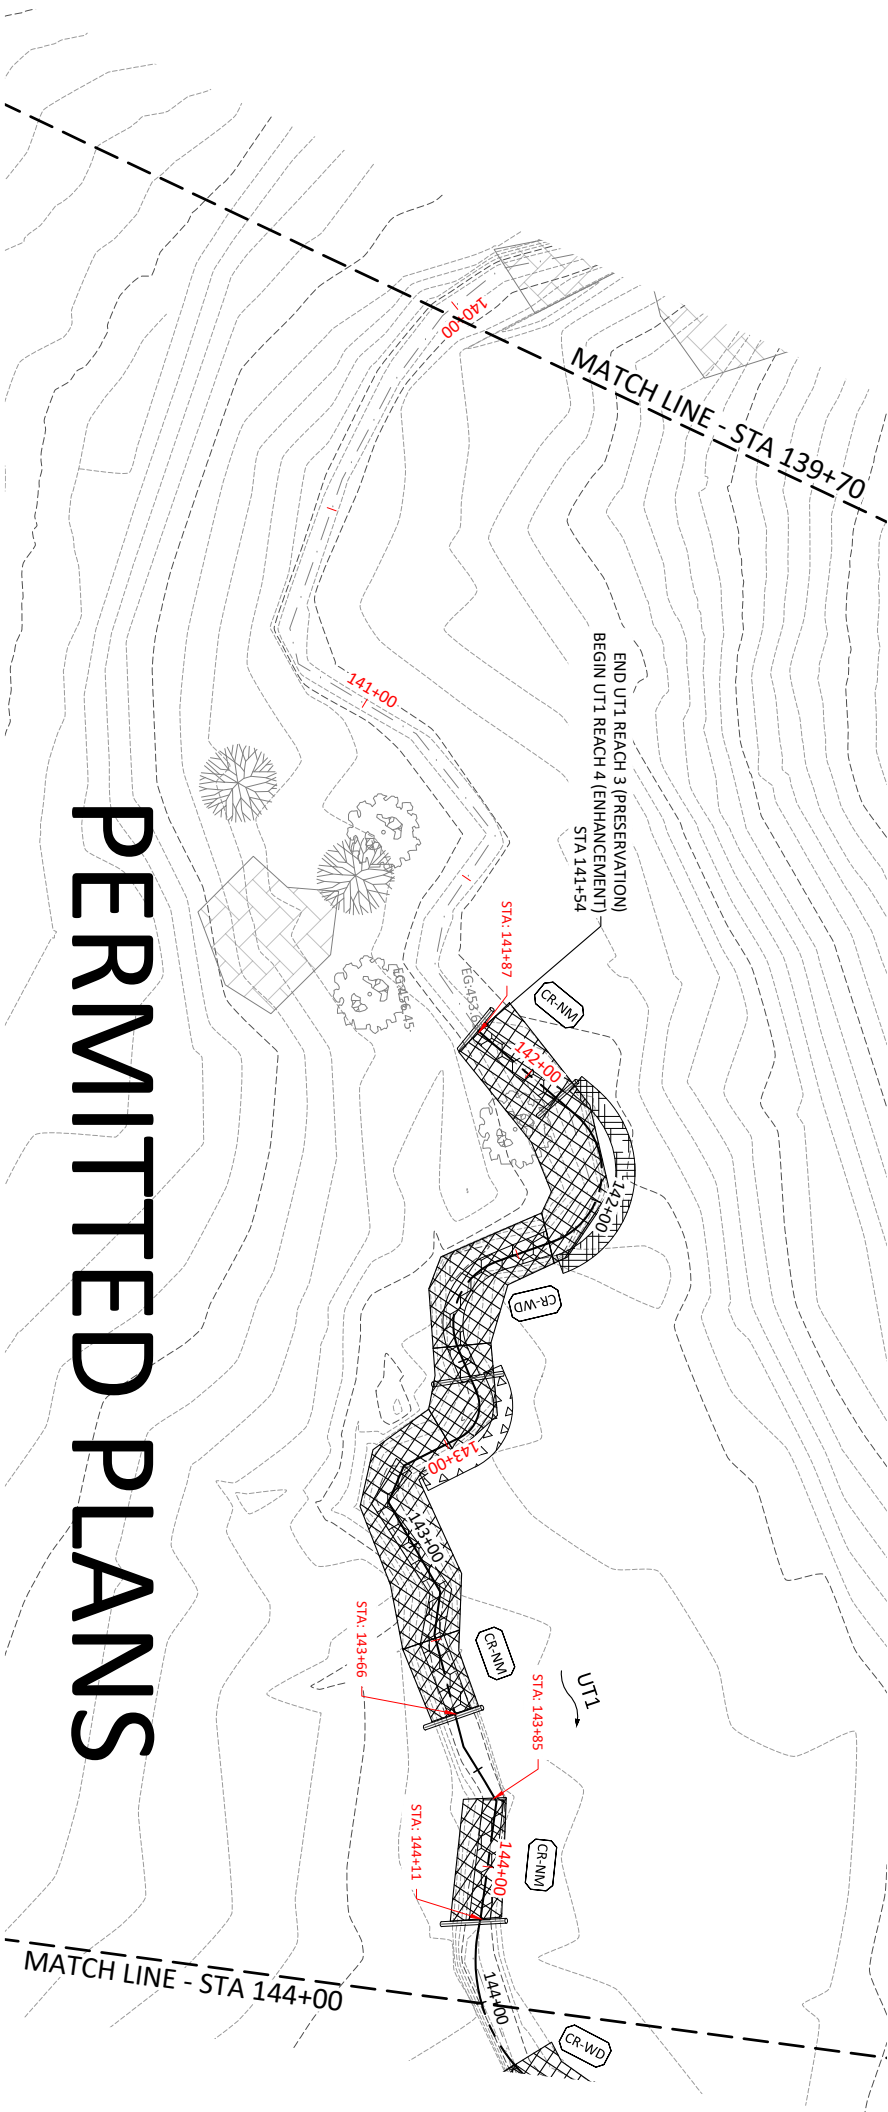 140+00
MATCH LINE - STA 139+70
END UT1 REACH 3 (PRESERVATION)
BEGIN UT1 REACH 4 (ENHANCEMENT)
STA 141+54
141+00
STA: 141+87
CR-NM
142+00
142+00
CR-WD
143+00
143+00
STA: 143+66
CR-NM
UT1
STA: 143+85
CR-NM
144+00
STA: 144+11
144+00
MATCH LINE - STA 144+00
CR-WD
PERMITTED PLANS